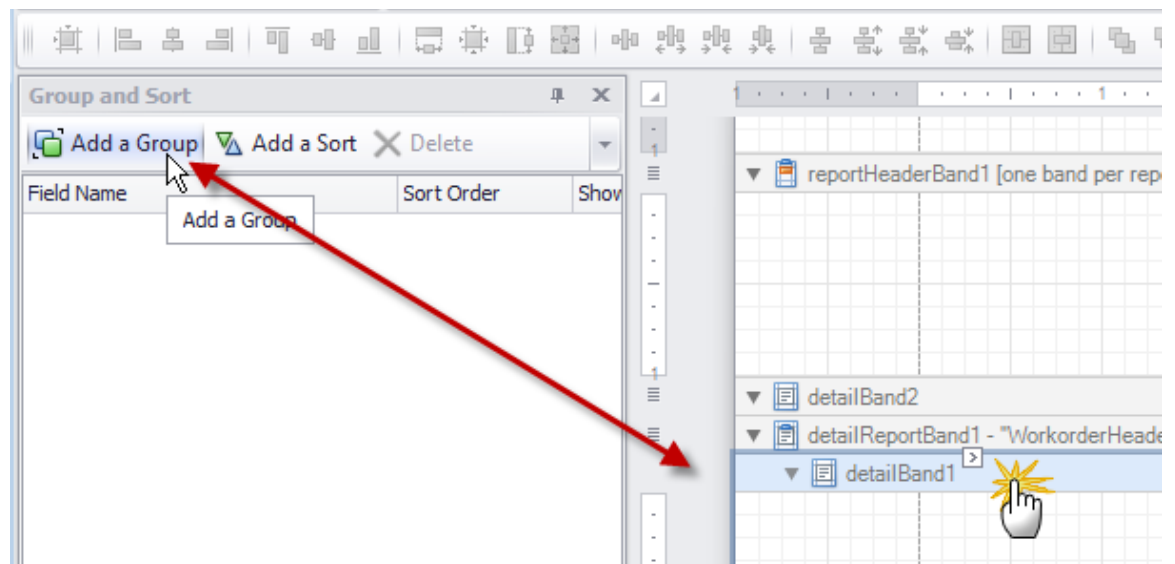 Group and Sort
Add a Group Add a Sort Delete
Field Name Sort Order Show
Add a Group
1 1
1
reportHeaderBand1 [one band per repo
1
detailBand2
detailReportBand1 - "WorkorderHeade
detailBand1